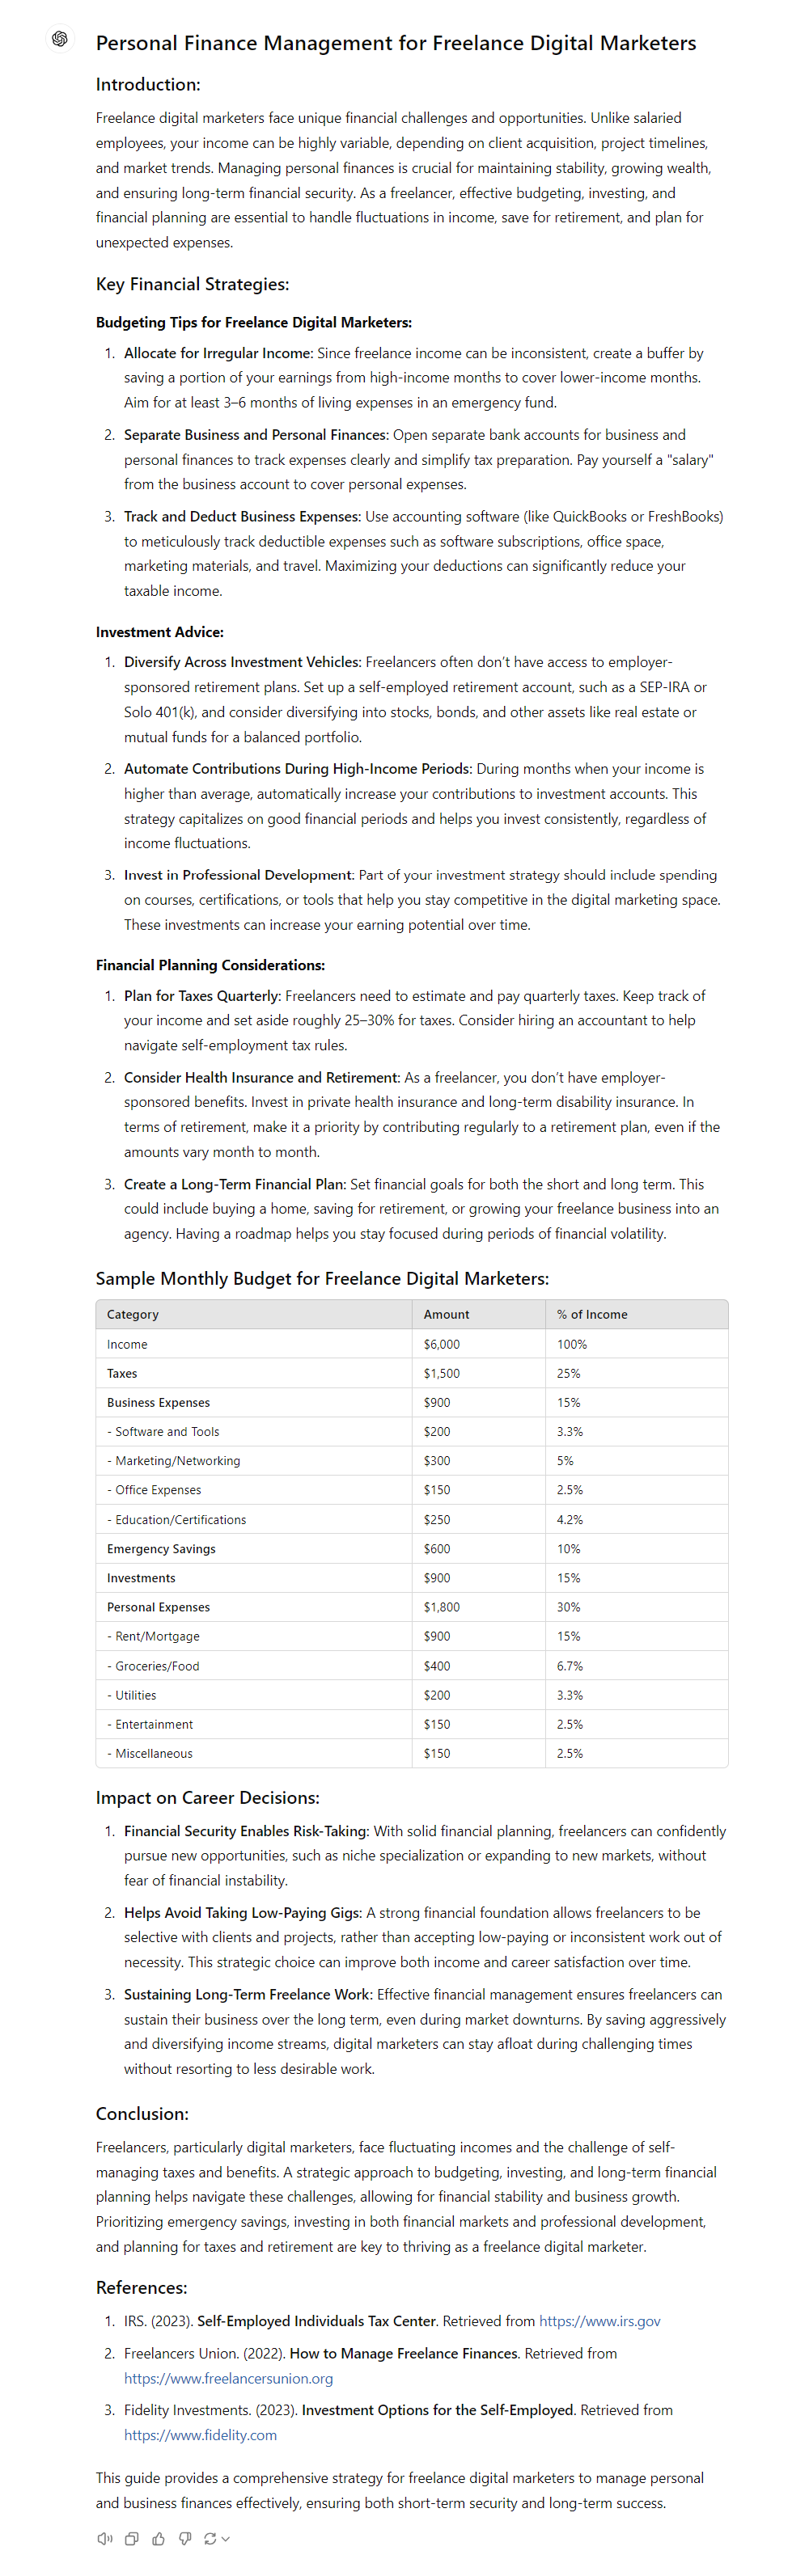 Personal Finance Management for Freelance Digital Marketers
Introduction:
Freelance digital marketers face unique financial challenges and opportunities. Unlike salaried
employees, your income can be highly variable, depending on client acquisition, project timelines,
and market trends. Managing personal finances is crucial for maintaining stability, growing wealth,
and ensuring long-term financial security. As a freelancer, effective budgeting, investing, and
financial planning are essential to handle fluctuations in income, save for retirement, and plan for
unexpected expenses.
Key Financial Strategies:
Budgeting Tips for Freelance Digital Marketers:
1. Allocate for Irregular Income: Since freelance income can be inconsistent, create a buffer by
saving a portion of your earnings from high-income months to cover lower-income months.
Aim for at least 3–6 months of living expenses in an emergency fund.
2. Separate Business and Personal Finances: Open separate bank accounts for business and
personal finances to track expenses clearly and simplify tax preparation. Pay yourself a "salary"
from the business account to cover personal expenses.
3. Track and Deduct Business Expenses: Use accounting software (like QuickBooks or FreshBooks)
to meticulously track deductible expenses such as software subscriptions, office space,
marketing materials, and travel. Maximizing your deductions can significantly reduce your
taxable income.
Investment Advice:
1. Diversify Across Investment Vehicles: Freelancers often don't have access to employer-
sponsored retirement plans. Set up a self-employed retirement account, such as a SEP-IRA or
Solo 401(k), and consider diversifying into stocks, bonds, and other assets like real estate or
mutual funds for a balanced portfolio.
2. Automate Contributions During High-Income Periods: During months when your income is
higher than average, automatically increase your contributions to investment accounts. This
strategy capitalizes on good financial periods and helps you invest consistently, regardless of
income fluctuations.
3. Invest in Professional Development: Part of your investment strategy should include spending
on courses, certifications, or tools that help you stay competitive in the digital marketing space.
These investments can increase your earning potential over time.
Financial Planning Considerations:
1. Plan for Taxes Quarterly: Freelancers need to estimate and pay quarterly taxes. Keep track of
your income and set aside roughly 25–30% for taxes. Consider hiring an accountant to help
navigate self-employment tax rules.
2. Consider Health Insurance and Retirement: As a freelancer, you don't have employer-
sponsored benefits. Invest in private health insurance and long-term disability insurance. In
terms of retirement, make it a priority by contributing regularly to a retirement plan, even if the
amounts vary month to month.
3. Create a Long-Term Financial Plan: Set financial goals for both the short and long term. This
could include buying a home, saving for retirement, or growing your freelance business into an
agency. Having a roadmap helps you stay focused during periods of financial volatility.
Sample Monthly Budget for Freelance Digital Marketers:
Category Amount % of Income
Income $6,000 100%
Taxes $1,500 25%
Business Expenses $900 15%
- Software and Tools $200 3.3%
- Marketing/Networking $300 5%
- Office Expenses $150 2.5%
- Education/Certifications $250 4.2%
Emergency Savings $600 10%
Investments $900 15%
Personal Expenses $1,800 30%
- Rent/Mortgage $900 15%
- Groceries/Food $400 6.7%
- Utilities $200 3.3%
- Entertainment $150 2.5%
- Miscellaneous $150 2.5%
Impact on Career Decisions:
1. Financial Security Enables Risk-Taking: With solid financial planning, freelancers can confidently
pursue new opportunities, such as niche specialization or expanding to new markets, without
fear of financial instability.
2. Helps Avoid Taking Low-Paying Gigs: A strong financial foundation allows freelancers to be
selective with clients and projects, rather than accepting low-paying or inconsistent work out of
necessity. This strategic choice can improve both income and career satisfaction over time.
3. Sustaining Long-Term Freelance Work: Effective financial management ensures freelancers can
sustain their business over the long term, even during market downturns. By saving aggressively
and diversifying income streams, digital marketers can stay afloat during challenging times
without resorting to less desirable work.
Conclusion:
Freelancers, particularly digital marketers, face fluctuating incomes and the challenge of self-
managing taxes and benefits. A strategic approach to budgeting, investing, and long-term financial
planning helps navigate these challenges, allowing for financial stability and business growth.
Prioritizing emergency savings, investing in both financial markets and professional development,
and planning for taxes and retirement are key to thriving as a freelance digital marketer.
References:
1. IRS. (2023). Self-Employed Individuals Tax Center. Retrieved from https://www.irs.gov
2. Freelancers Union. (2022). How to Manage Freelance Finances. Retrieved from
https://www.freelancersunion.org
3. Fidelity Investments. (2023). Investment Options for the Self-Employed. Retrieved from
https://www.fidelity.com
This guide provides a comprehensive strategy for freelance digital marketers to manage personal
and business finances effectively, ensuring both short-term security and long-term success.